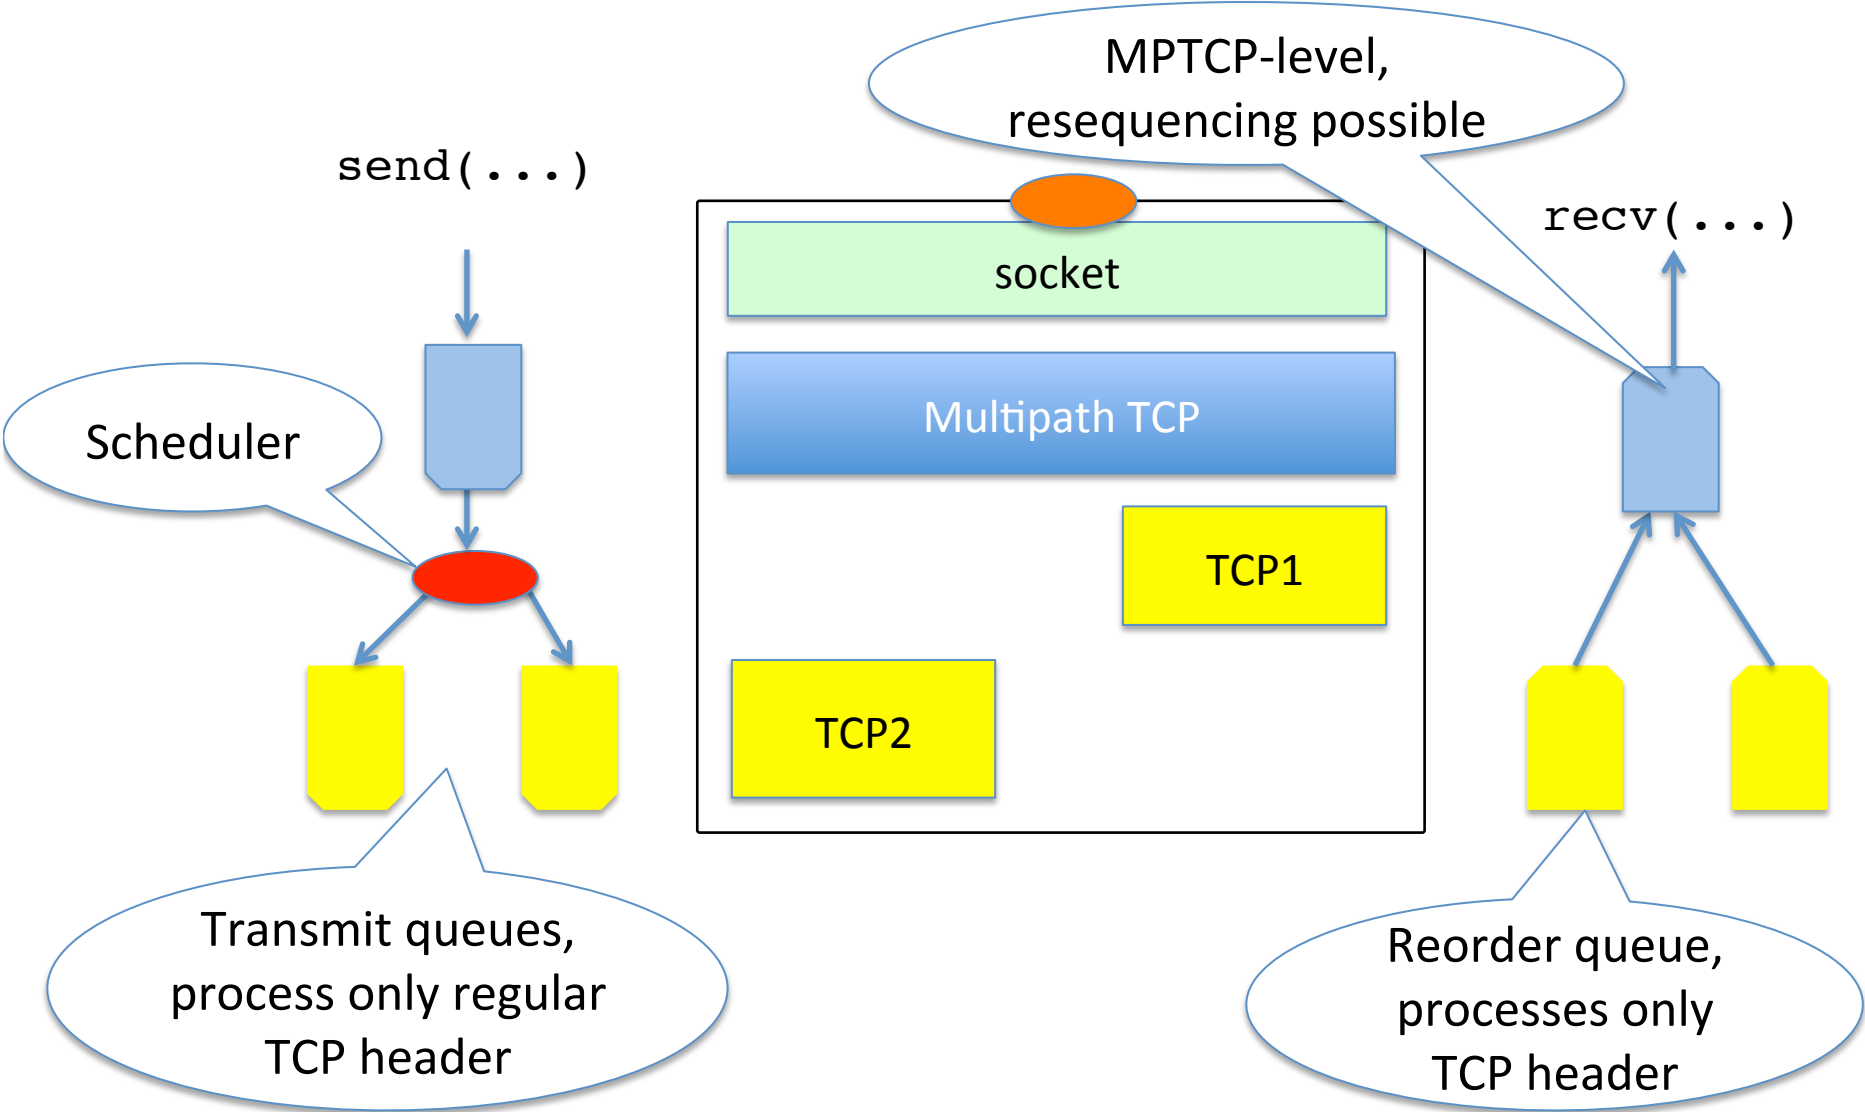 MPTCP-level,
resequencing possible
send(...)
recv(...)
socket
Multipath TCP
Scheduler
TCP1
TCP2
Transmit queues,
process only regular
TCP header
Reorder queue,
processes only
TCP header